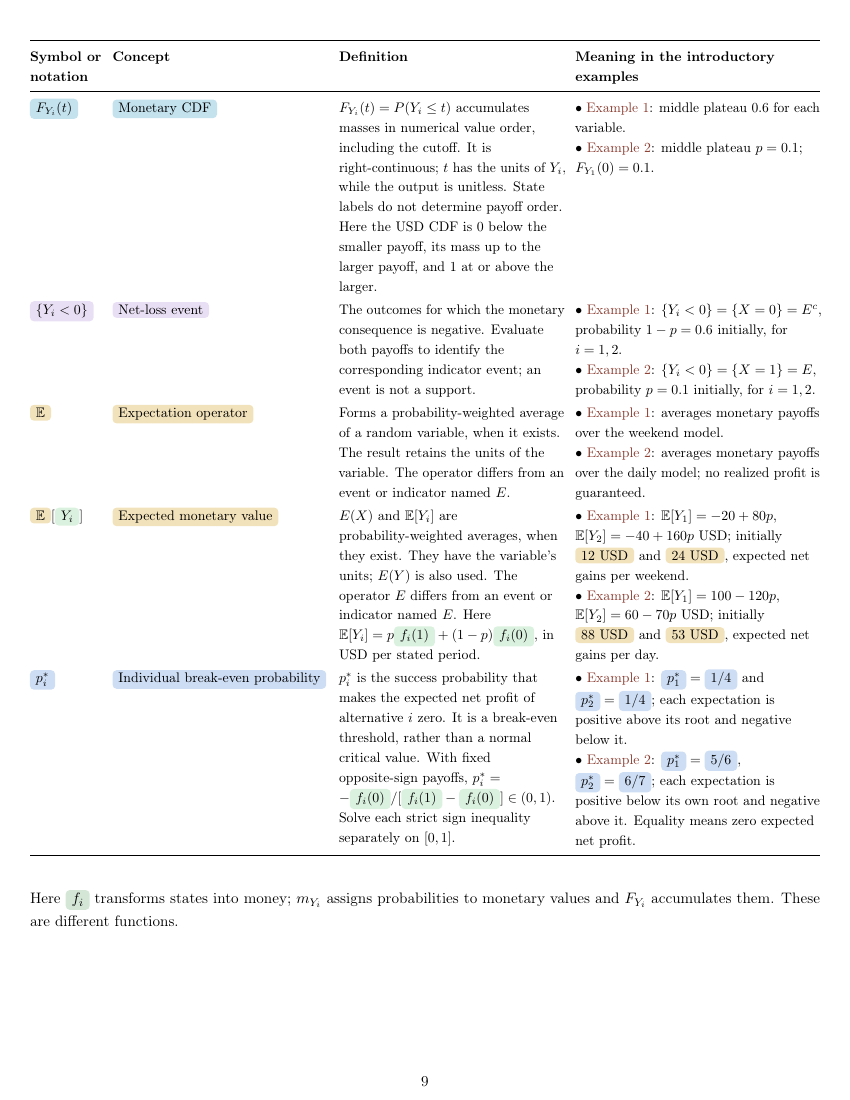 Symbol or notation	Concept	Definition	Meaning in the introductory examples
F_{Y_i}(t)	Monetary CDF
F_{Y_i}(t) = P(Y_i ≤ t) accumulates
masses in numerical value order,
including the cutoff. It is
right-continuous; t has the units of Y_i,
while the output is unitless. State
labels do not determine payoff order.
Here the USD CDF is 0 below the
smaller payoff, its mass up to the
larger payoff, and 1 at or above the
larger.
• Example 1: middle plateau 0.6 for each
variable.
• Example 2: middle plateau p = 0.1;
F_{Y_1}(0) = 0.1.
{Y_i < 0}	Net-loss event
The outcomes for which the monetary
consequence is negative. Evaluate
both payoffs to identify the
corresponding indicator event; an
event is not a support.
• Example 1: {Y_i < 0} = {X = 0} = E^c,
probability 1 − p = 0.6 initially, for
i = 1, 2.
• Example 2: {Y_i < 0} = {X = 1} = E,
probability p = 0.1 initially, for i = 1, 2.
𝔼	Expectation operator
Forms a probability-weighted average
of a random variable, when it exists.
The result retains the units of the
variable. The operator differs from an
event or indicator named E.
• Example 1: averages monetary payoffs
over the weekend model.
• Example 2: averages monetary payoffs
over the daily model; no realized profit is
guaranteed.
𝔼[Y_i]	Expected monetary value
E(X) and 𝔼[Y_i] are
probability-weighted averages, when
they exist. They have the variable's
units; E(Y) is also used. The
operator E differs from an event or
indicator named E. Here
𝔼[Y_i] = p f_i(1) + (1 − p) f_i(0), in
USD per stated period.
• Example 1: 𝔼[Y_1] = −20 + 80p,
𝔼[Y_2] = −40 + 160p USD; initially
12 USD and 24 USD, expected net
gains per weekend.
• Example 2: 𝔼[Y_1] = 100 − 120p,
𝔼[Y_2] = 60 − 70p USD; initially
88 USD and 53 USD, expected net
gains per day.
p_i^*	Individual break-even probability
p_i^* is the success probability that
makes the expected net profit of
alternative i zero. It is a break-even
threshold, rather than a normal
critical value. With fixed
opposite-sign payoffs, p_i^* =
−f_i(0)/[f_i(1) − f_i(0)] ∈ (0, 1).
Solve each strict sign inequality
separately on [0, 1].
• Example 1: p_1^* = 1/4 and
p_2^* = 1/4; each expectation is
positive above its root and negative
below it.
• Example 2: p_1^* = 5/6,
p_2^* = 6/7; each expectation is
positive below its own root and negative
above it. Equality means zero expected
net profit.
Here f_i transforms states into money; m_{Y_i} assigns probabilities to monetary values and F_{Y_i} accumulates them. These
are different functions.
9